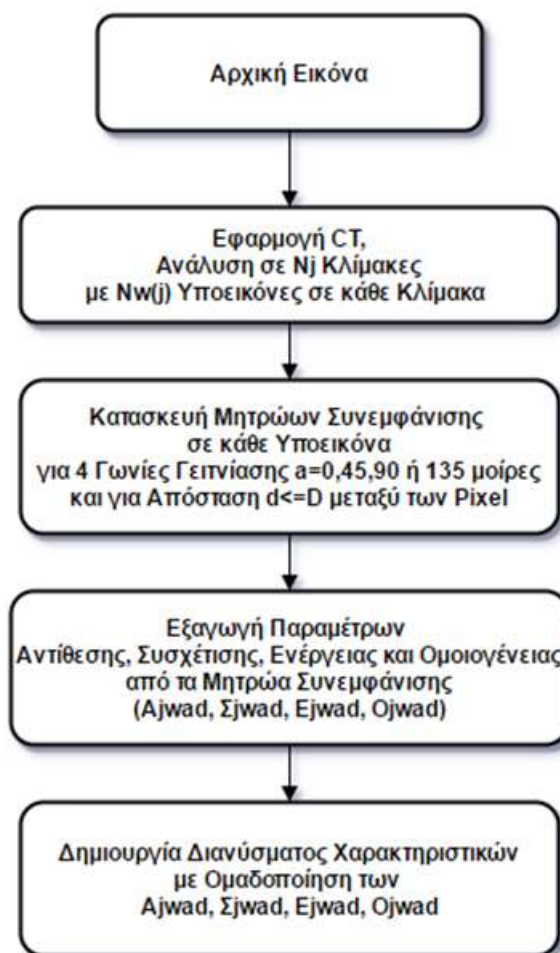 Αρχική Εικόνα
Εφαρμογή CT,
Ανάλυση σε Nj Κλίμακες
με Nw(j) Υποεικόνες σε κάθε Κλίμακα
Κατασκευή Μητρώων Συνεμφάνισης
σε κάθε Υποεικόνα
για 4 Γωνίες Γειτνίασης a=0,45,90 ή 135 μοίρες
και για Απόσταση d<=D μεταξύ των Pixel
Εξαγωγή Παραμέτρων
Αντίθεσης, Συσχέτισης, Ενέργειας και Ομοιογένειας
από τα Μητρώα Συνεμφάνισης
(Ajwad, Σjwad, Ejwad, Ojwad)
Δημιουργία Διανύσματος Χαρακτηριστικών
με Ομαδοποίηση των
Ajwad, Σjwad, Ejwad, Ojwad